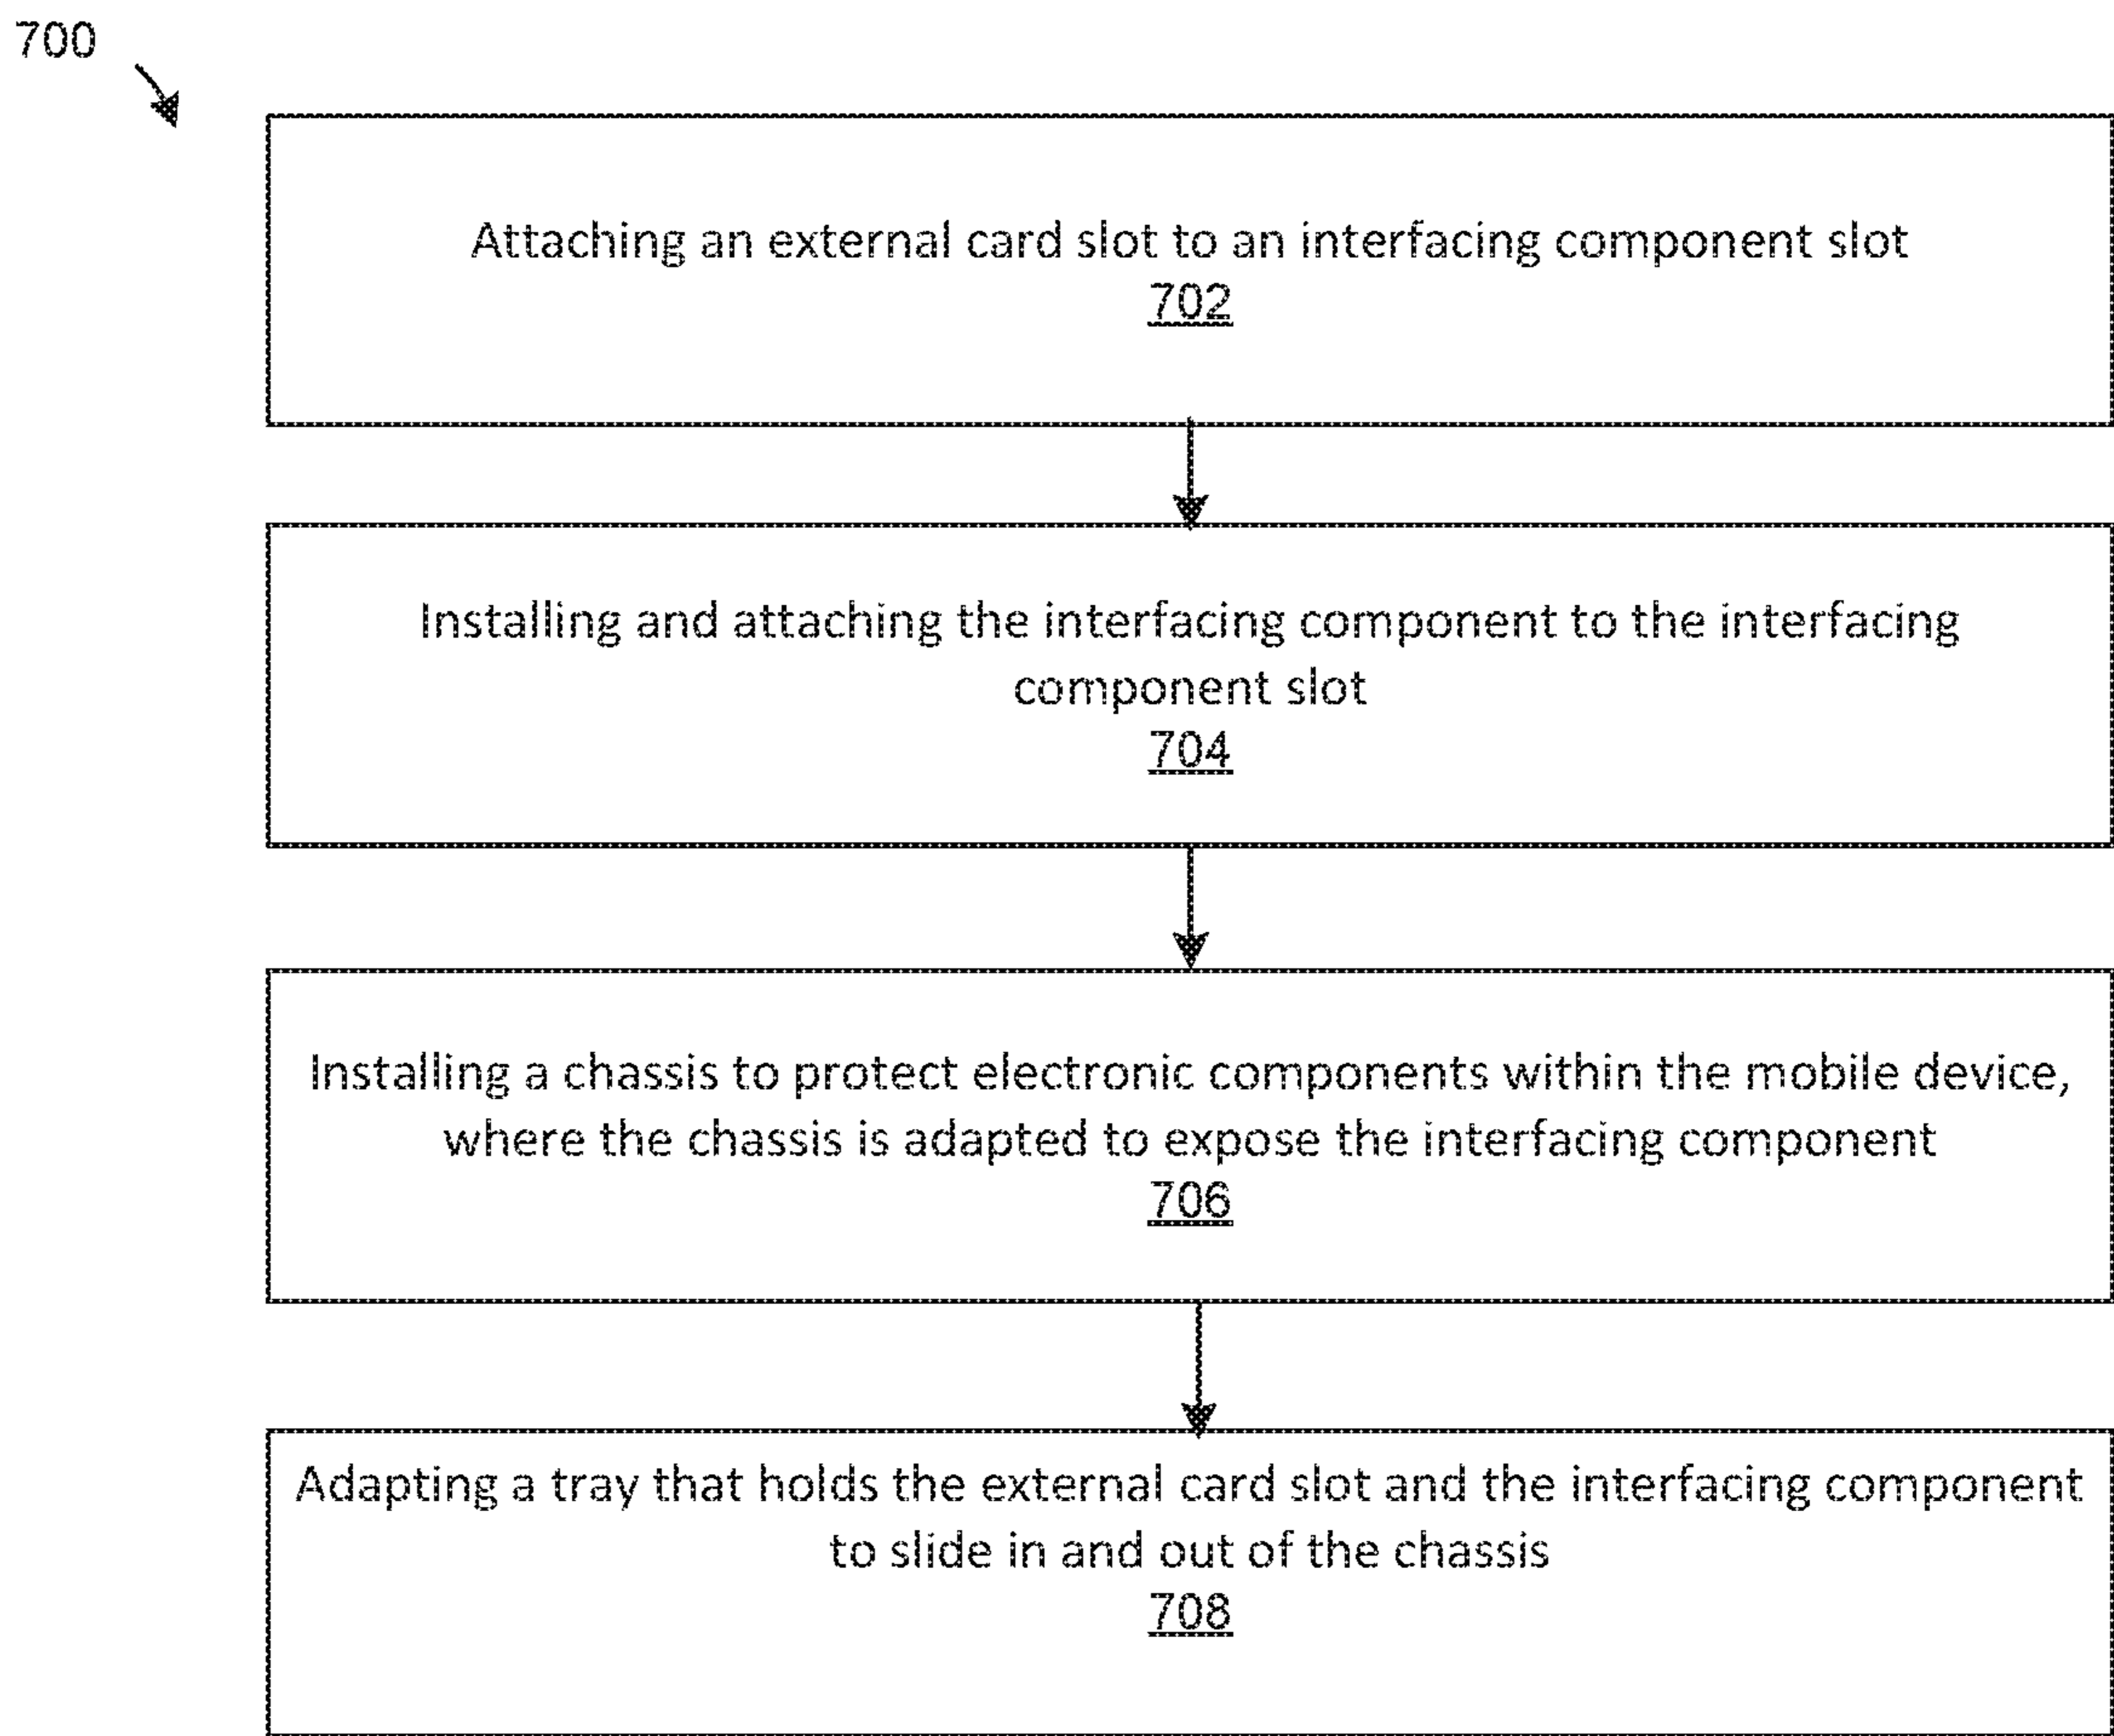 700
Attaching an external card slot to an interfacing component slot
702
Installing and attaching the interfacing component to the interfacing
component slot
704
Installing a chassis to protect electronic components within the mobile device,
where the chassis is adapted to expose the interfacing component
706
Adapting a tray that holds the external card slot and the interfacing component
to slide in and out of the chassis
708